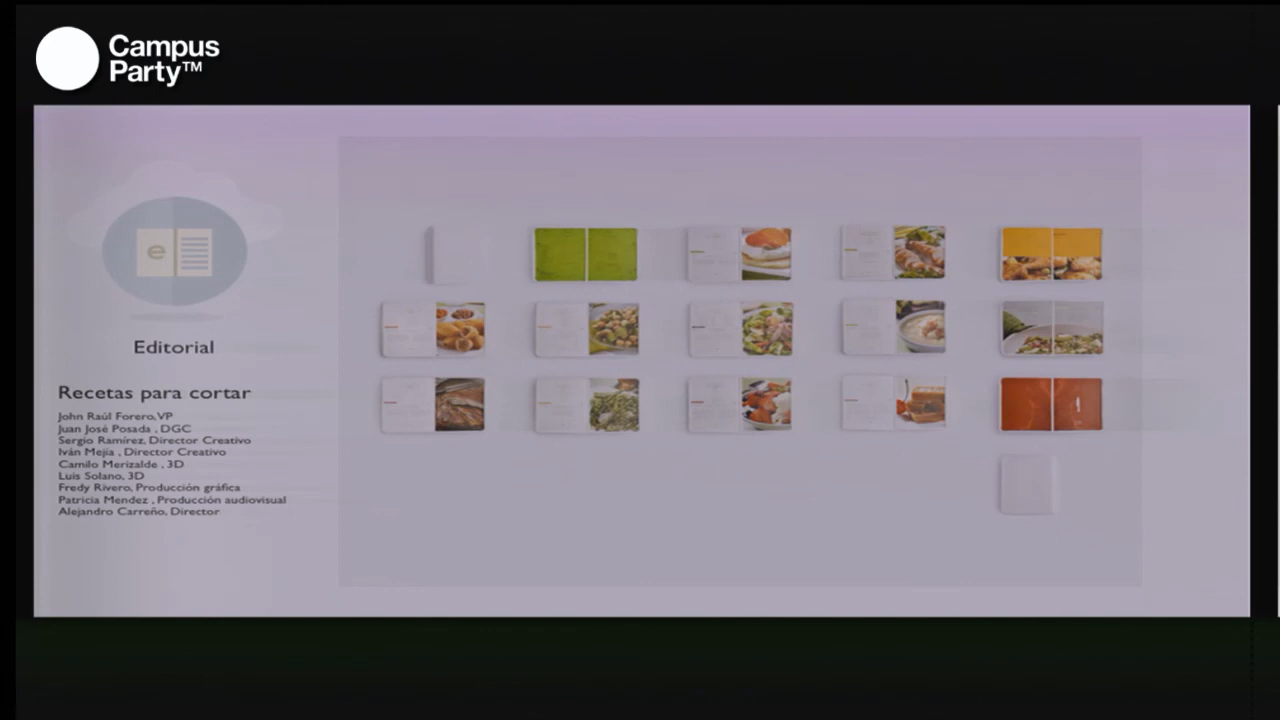 Campus
Party™
e
Editorial
Recetas para cortar
John Raúl Forero,VP
Juan José Posada , DGC
Sergio Ramírez, Director Creativo
Iván Mejía , Director Creativo
Camilo Merizalde , 3D
Luis Solano, 3D
Fredy Rivero, Producción gráfica
Patricia Mendez , Producción audiovisual
Alejandro Carreño, Director